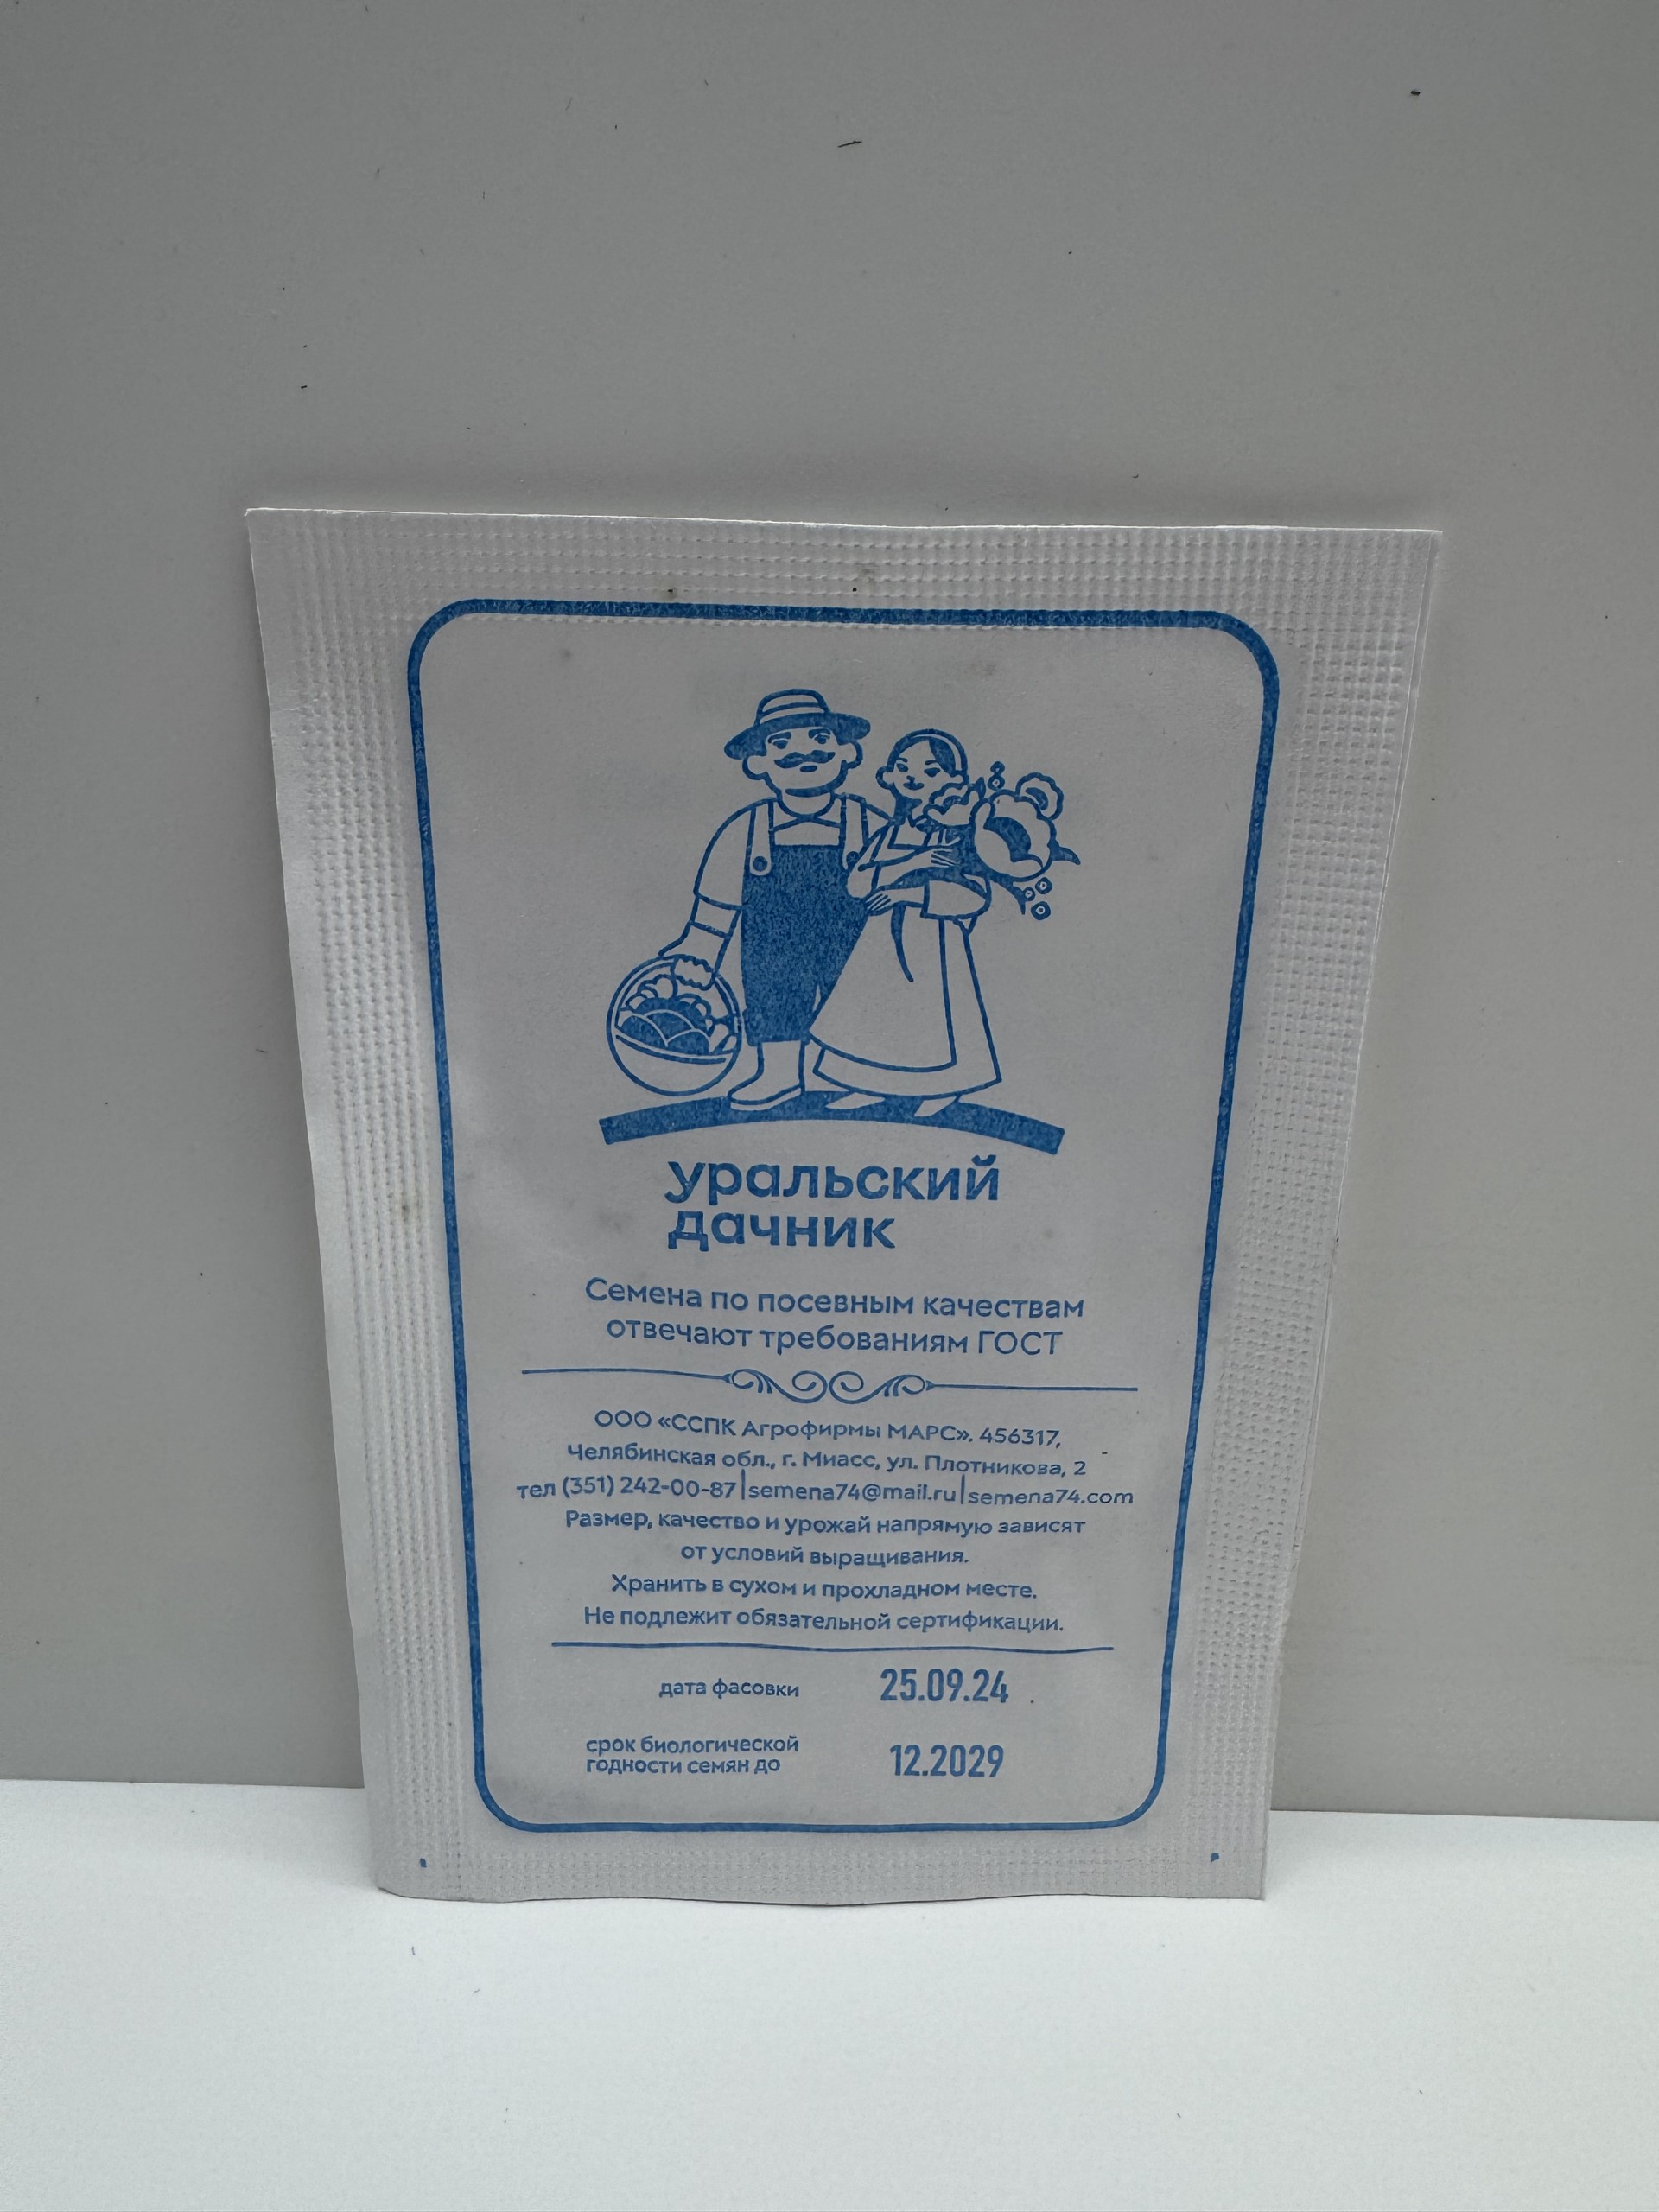 уральский
дачник
Семена по посевным качествам
отвечают требованиям ГОСТ
ООО «ССПК Агрофирмы МАРС». 456317,
Челябинская обл., г. Миасс, ул. Плотникова, 2
тел (351) 242-00-87|semena74@mail.ru|semena74.com
Размер, качество и урожай напрямую зависят
от условий выращивания.
Хранить в сухом и прохладном месте.
Не подлежит обязательной сертификации.
дата фасовки 25.09.24
срок биологической
годности семян до 12.2029